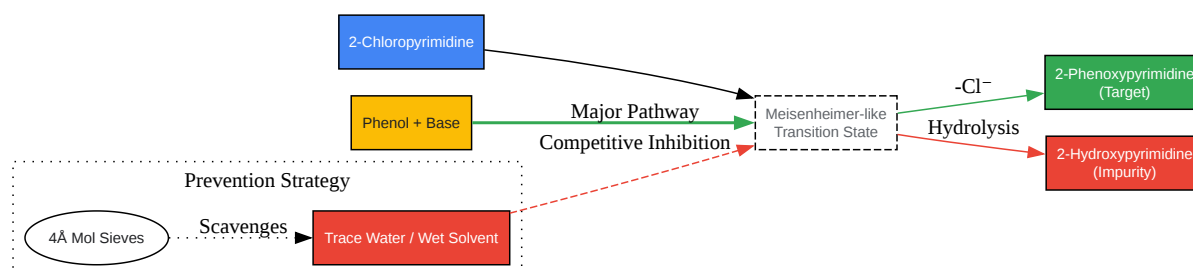 2-Chloropyrimidine
Phenol + Base
Major Pathway
Competitive Inhibition
Meisenheimer-like
Transition State
-Cl⁻
Hydrolysis
2-Phenoxypyrimidine
(Target)
2-Hydroxypyrimidine
(Impurity)
Prevention Strategy
4Å Mol Sieves
Scavenges
Trace Water / Wet Solvent